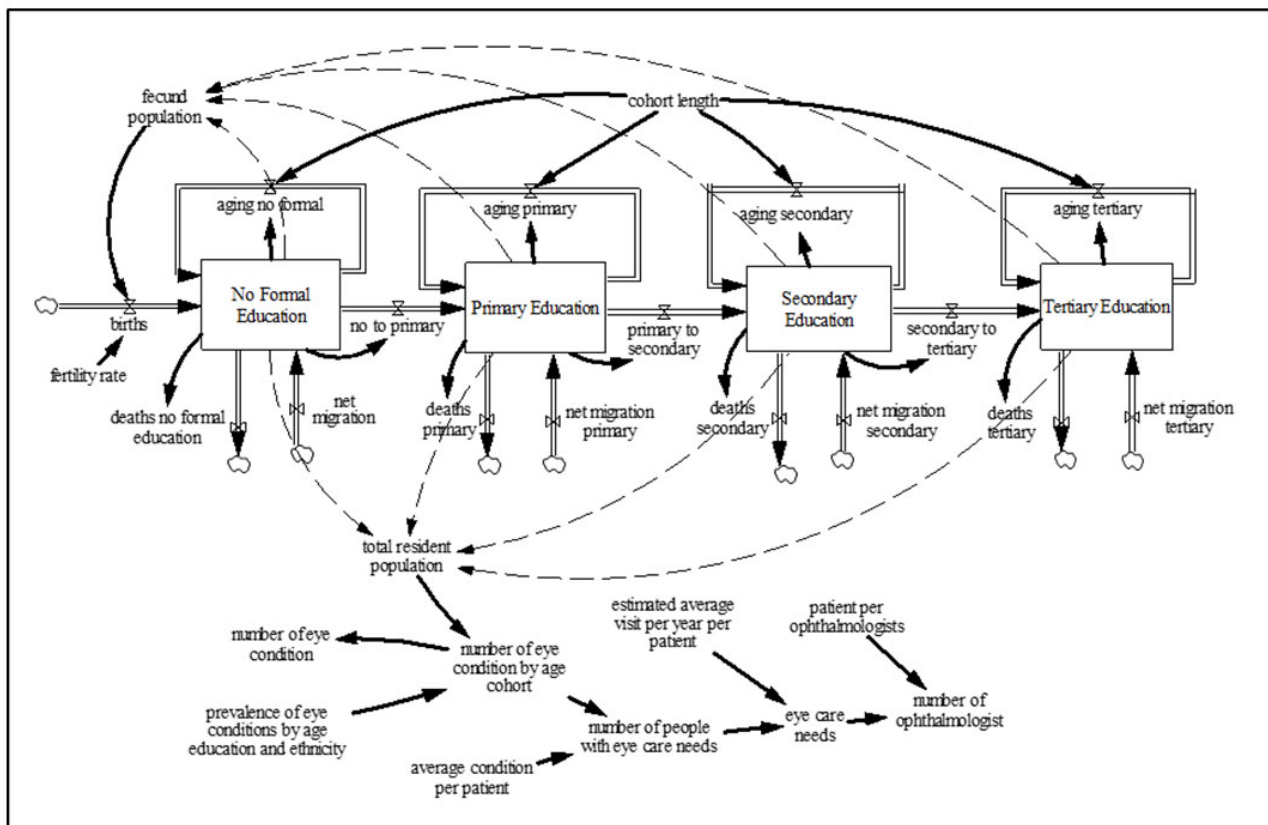 fecund
population
cohort length
aging no formal
aging primary
aging secondary
aging tertiary
No Formal
Education
Primary Education
Secondary
Education
Tertiary Education
births
no to primary
primary to
secondary
secondary to
tertiary
fertility rate
deaths no formal
education
net
migration
deaths
primary
net migration
primary
deaths
secondary
net migration
secondary
deaths
tertiary
net migration
tertiary
total resident
population
estimated average
visit per year per
patient
patient per
ophthalmologists
number of eye
condition
number of eye
condition by age
cohort
prevalence of eye
conditions by age
education and ethnicity
number of people
with eye care needs
eye care
needs
number of
ophthalmologist
average condition
per patient